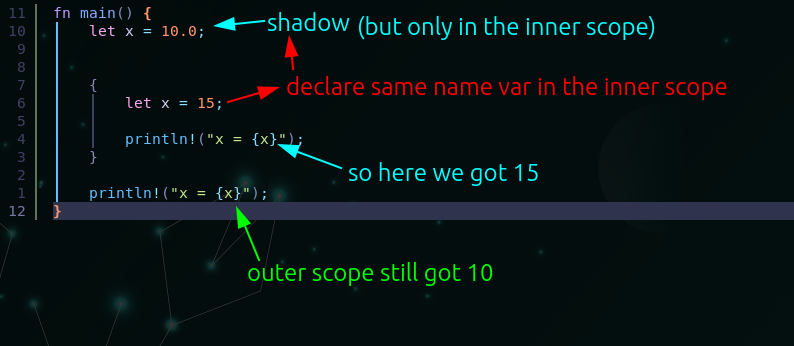 11 fn main() {
10 let x = 10.0; shadow (but only in the inner scope)
9
8
7 {
declare same name var in the inner scope
6 let x = 15;
5
4 println!("x = {x}");
3 }
so here we got 15
2
1 println!("x = {x}");
12 }
outer scope still got 10